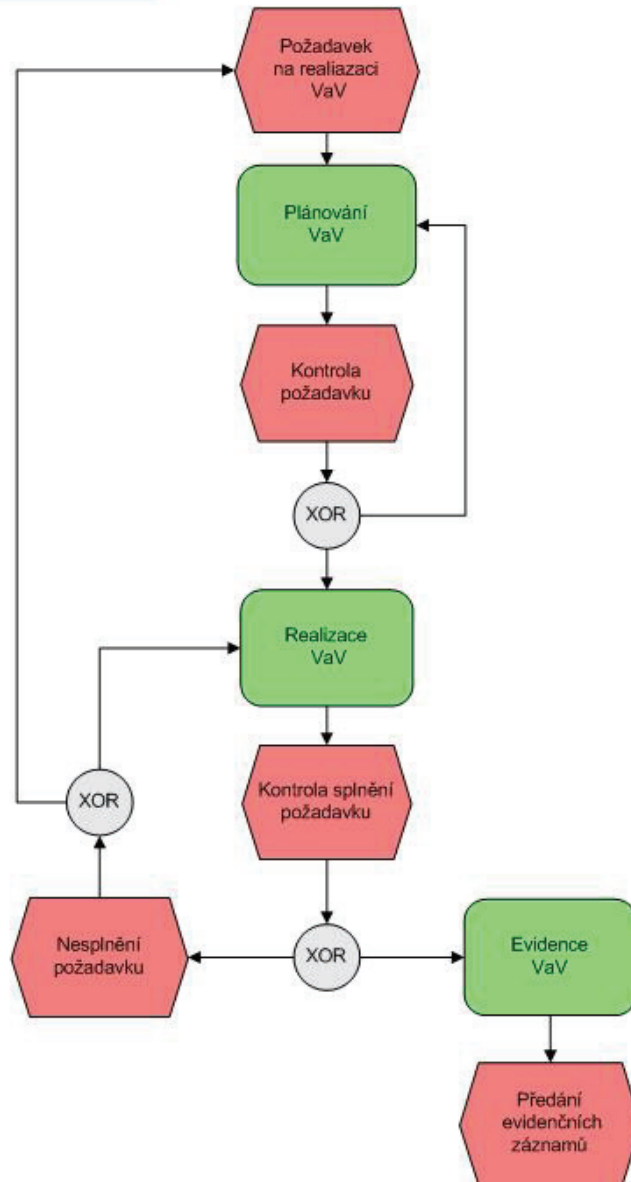 Požadavek
na realiazaci
VaV
Plánování
VaV
Kontrola
požadavku
XOR
Realizace
VaV
XOR
Kontrola splnění
požadavku
Nesplnění
požadavku
XOR
Evidence
VaV
Předání
evidenčních
záznamů